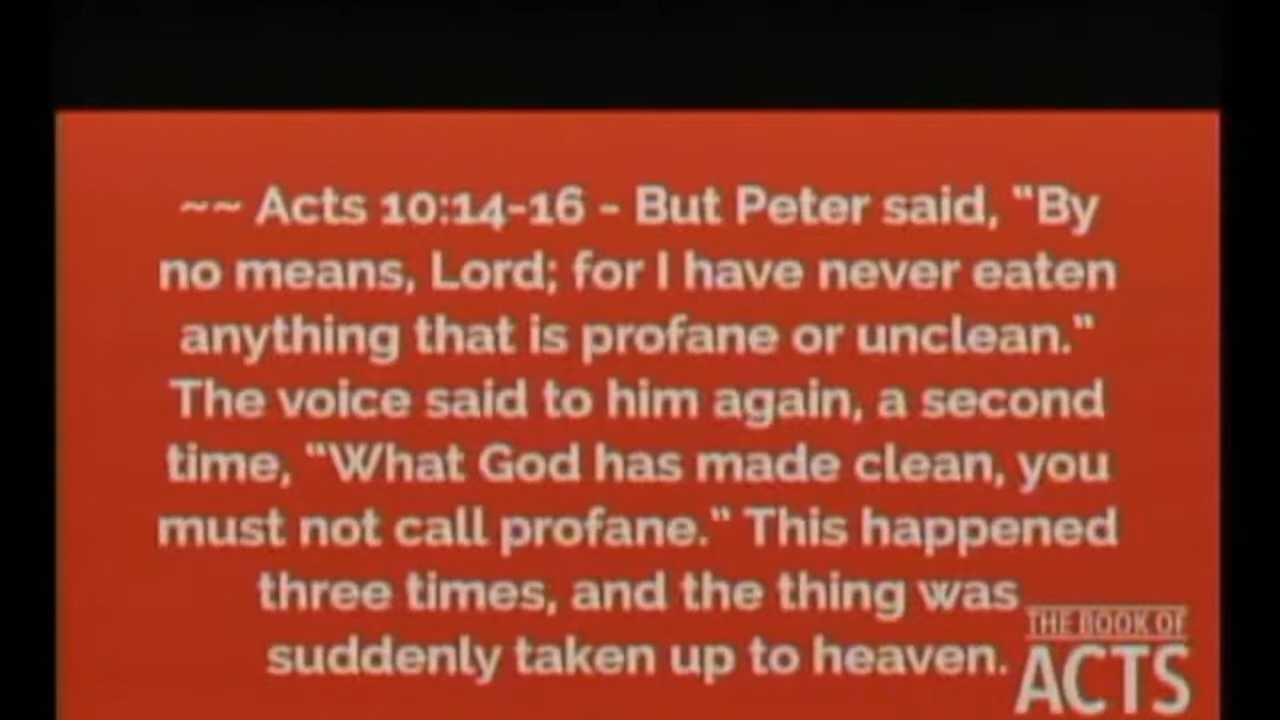 ~~ Acts 10:14-16 - But Peter said, "By
no means, Lord; for I have never eaten
anything that is profane or unclean."
The voice said to him again, a second
time, "What God has made clean, you
must not call profane." This happened
three times, and the thing was
suddenly taken up to heaven.
THE BOOK OF
ACTS